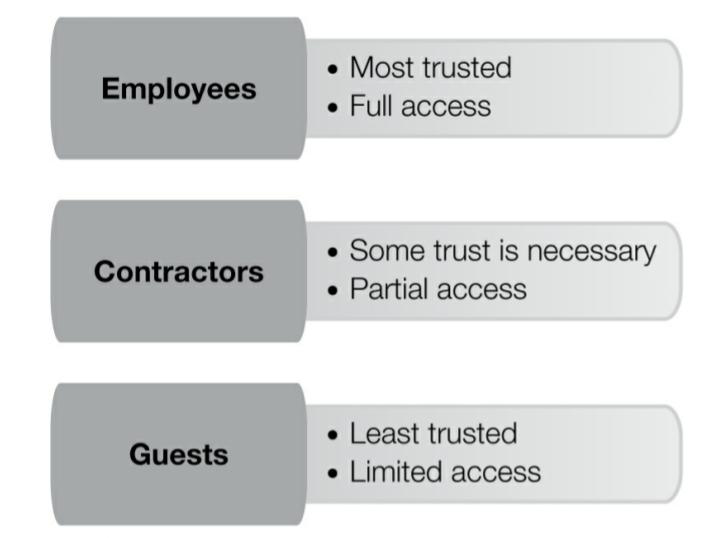 Employees
• Most trusted
• Full access
Contractors
• Some trust is necessary
• Partial access
Guests
• Least trusted
• Limited access